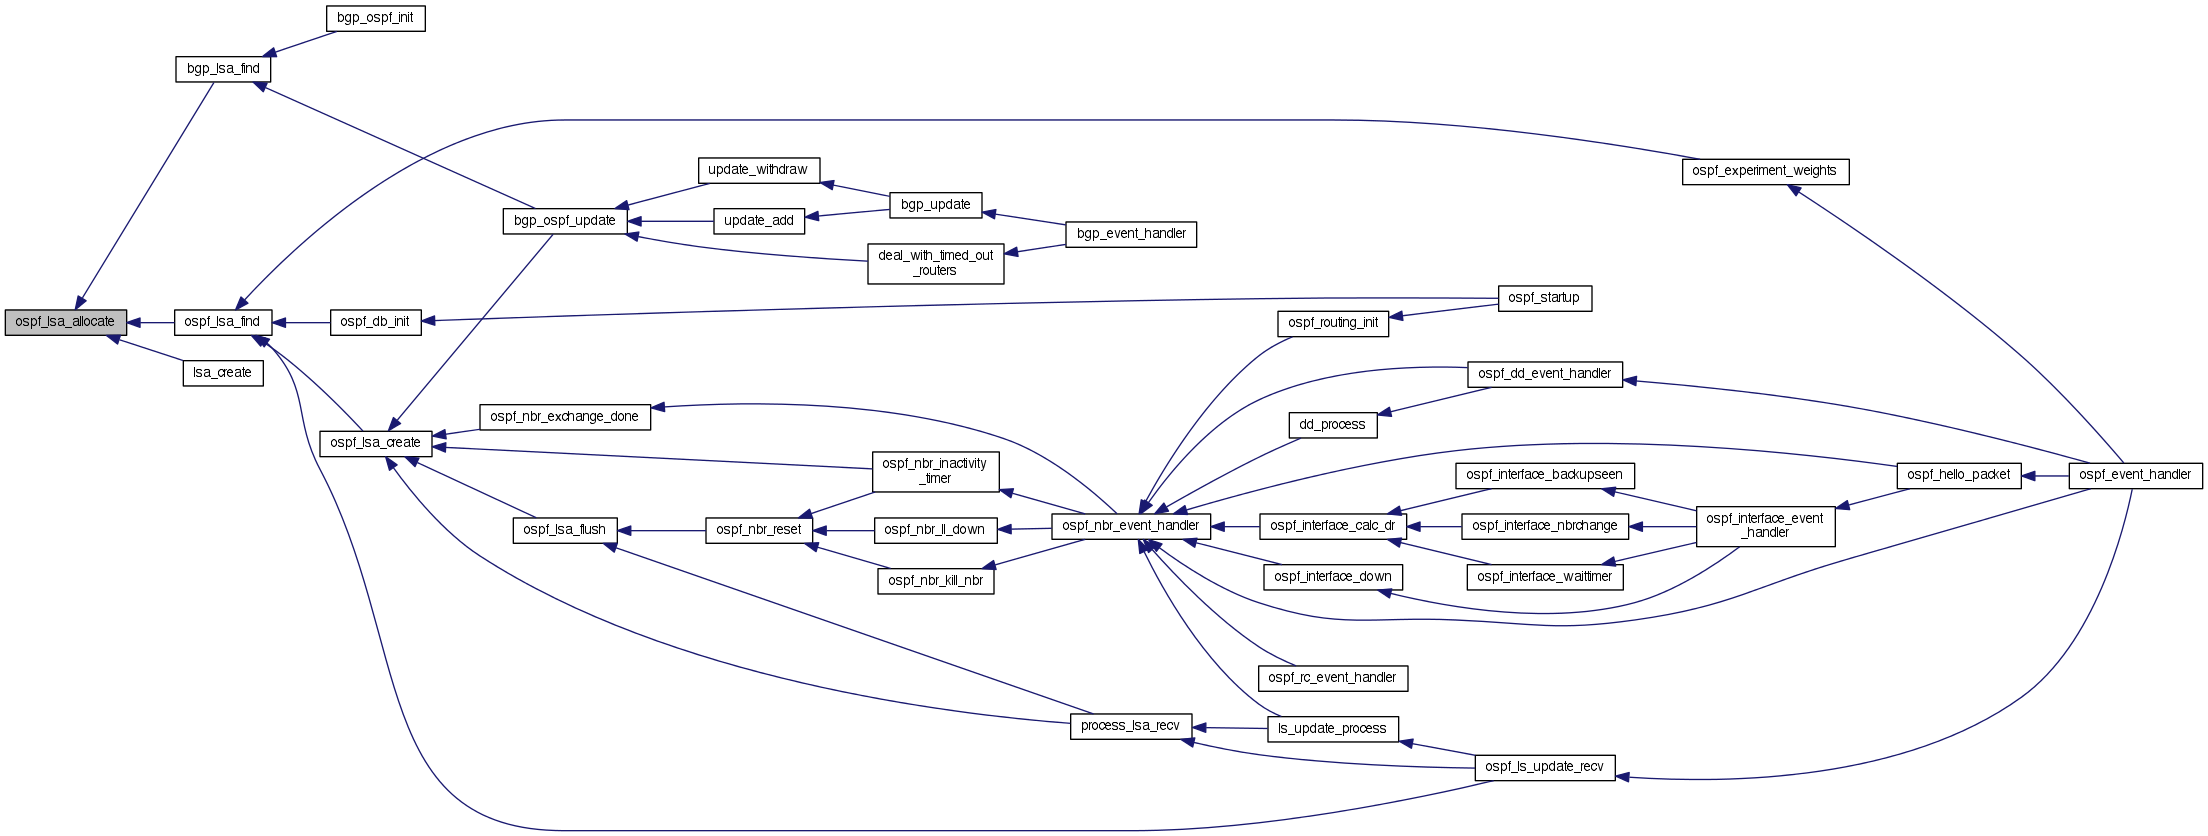 bgp_ospf_init
bgp_lsa_find
update_withdraw
ospf_experiment_weights
bgp_update
bgp_ospf_update
update_add
bgp_event_handler
deal_with_timed_out
_routers
ospf_startup
ospf_lsa_allocate
ospf_lsa_find
ospf_db_init
ospf_routing_init
lsa_create
ospf_dd_event_handler
ospf_nbr_exchange_done
dd_process
ospf_lsa_create
ospf_nbr_inactivity
_timer
ospf_interface_backupseen
ospf_hello_packet
ospf_event_handler
ospf_lsa_flush
ospf_nbr_reset
ospf_nbr_ll_down
ospf_nbr_event_handler
ospf_interface_calc_dr
ospf_interface_nbrchange
ospf_interface_event
_handler
ospf_nbr_kill_nbr
ospf_interface_down
ospf_interface_waittimer
ospf_rc_event_handler
process_lsa_recv
ls_update_process
ospf_ls_update_recv